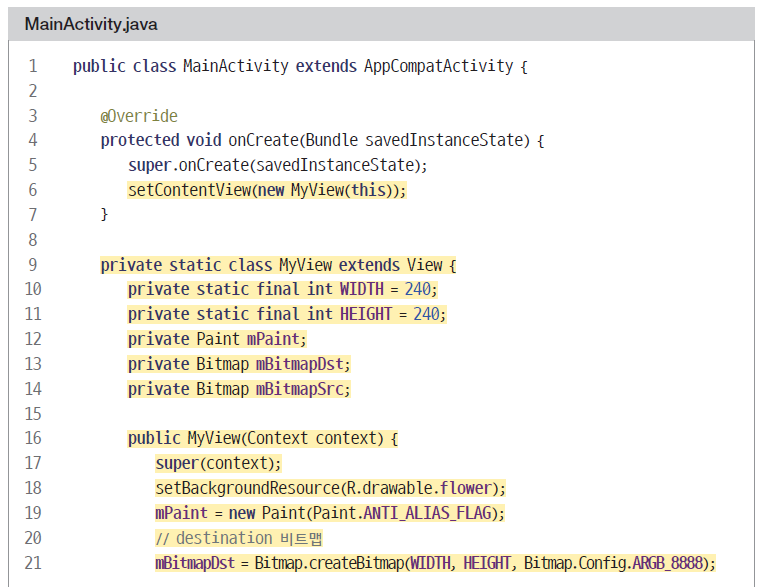 MainActivity.java
1 public class MainActivity extends AppCompatActivity {
2
3 @Override
4 protected void onCreate(Bundle savedInstanceState) {
5 super.onCreate(savedInstanceState);
6 setContentView(new MyView(this));
7 }
8
9 private static class MyView extends View {
10 private static final int WIDTH = 240;
11 private static final int HEIGHT = 240;
12 private Paint mPaint;
13 private Bitmap mBitmapDst;
14 private Bitmap mBitmapSrc;
15
16 public MyView(Context context) {
17 super(context);
18 setBackgroundResource(R.drawable.flower);
19 mPaint = new Paint(Paint.ANTI_ALIAS_FLAG);
20 // destination 비트맵
21 mBitmapDst = Bitmap.createBitmap(WIDTH, HEIGHT, Bitmap.Config.ARGB_8888);